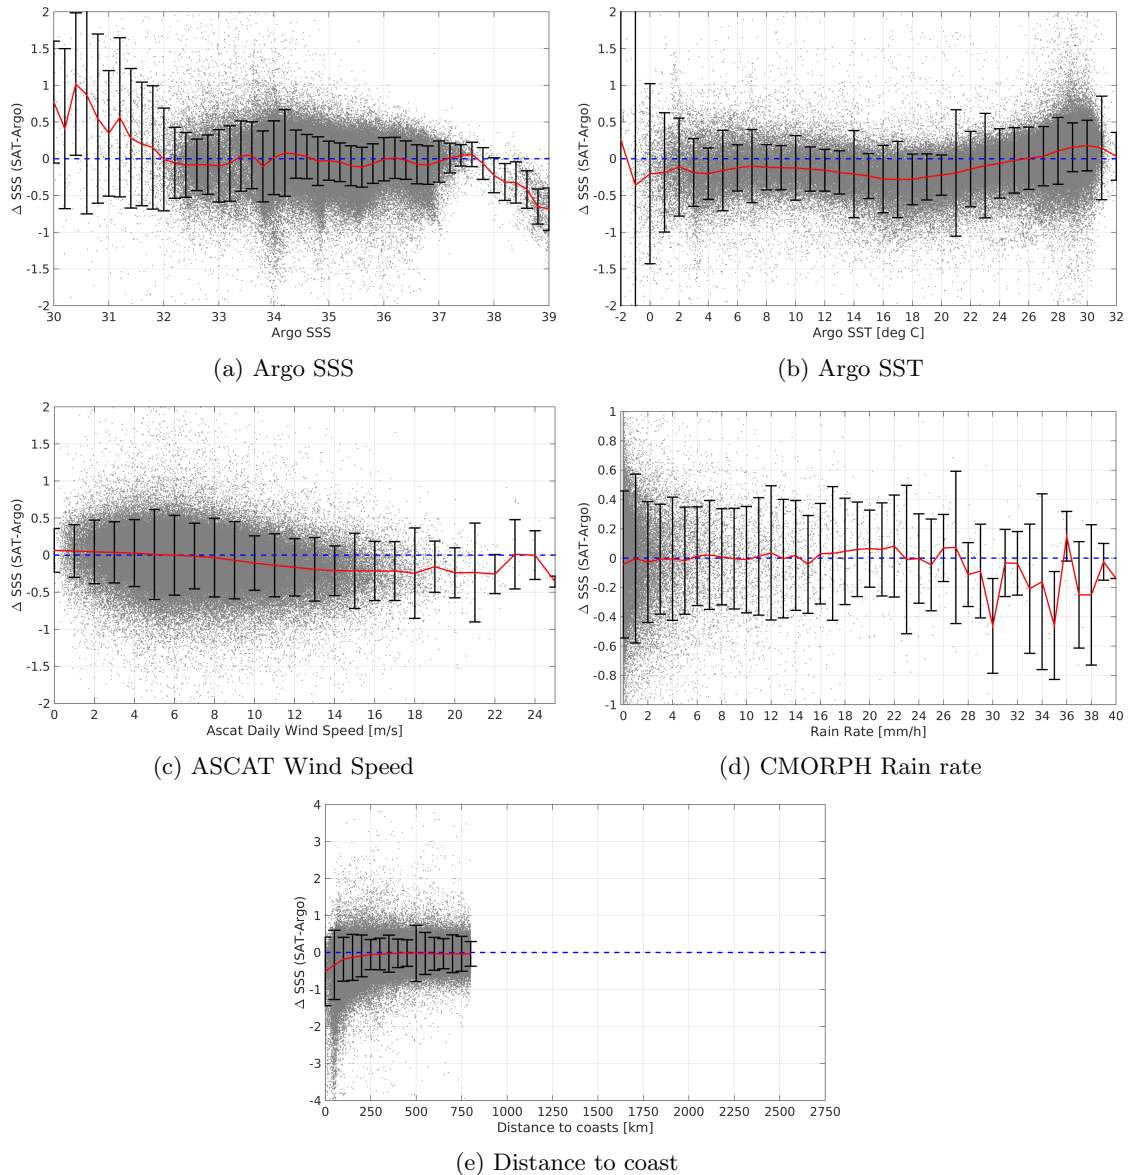 2
1.5
1
0.5
0
-0.5
-1
-1.5
-2
Δ SSS (SAT-Argo)
30 31 32 33 34 35 36 37 38 39
Argo SSS
(a) Argo SSS
2
1.5
1
0.5
0
-0.5
-1
-1.5
-2
Δ SSS (SAT-Argo)
-2 0 2 4 6 8 10 12 14 16 18 20 22 24 26 28 30 32
Argo SST [deg C]
(b) Argo SST
2
1.5
1
0.5
0
-0.5
-1
-1.5
-2
Δ SSS (SAT-Argo)
0 2 4 6 8 10 12 14 16 18 20 22 24
Ascat Daily Wind Speed [m/s]
(c) ASCAT Wind Speed
1
0.8
0.6
0.4
0.2
0
-0.2
-0.4
-0.6
-0.8
-1
Δ SSS (SAT-Argo)
0 2 4 6 8 10 12 14 16 18 20 22 24 26 28 30 32 34 36 38 40
Rain Rate [mm/h]
(d) CMORPH Rain rate
4
3
2
1
0
-1
-2
-3
-4
Δ SSS (SAT-Argo)
0 250 500 750 1000 1250 1500 1750 2000 2250 2500 2750
Distance to coasts [km]
(e) Distance to coast